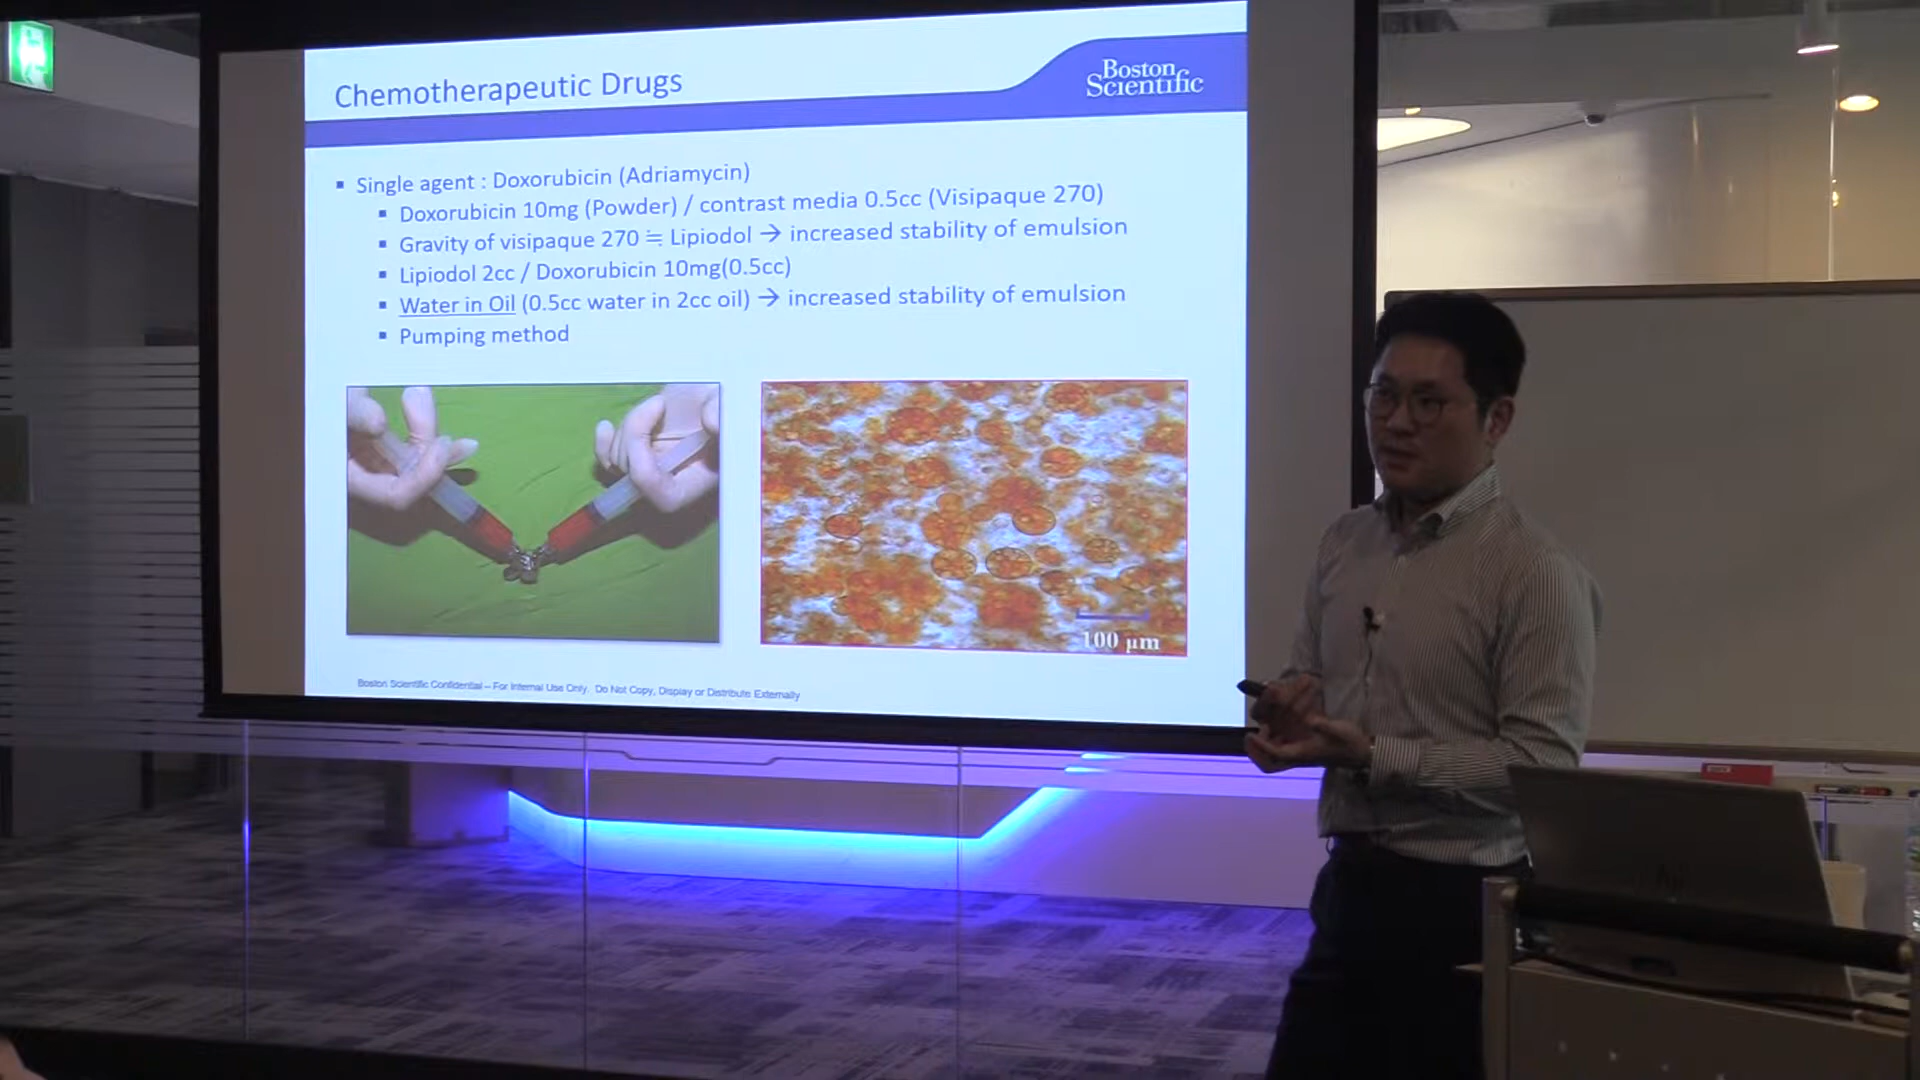 Chemotherapeutic Drugs
Boston
Scientific
▪ Single agent : Doxorubicin (Adriamycin)
▪ Doxorubicin 10mg (Powder) / contrast media 0.5cc (Visipaque 270)
▪ Gravity of visipaque 270 ≒ Lipiodol → increased stability of emulsion
▪ Lipiodol 2cc / Doxorubicin 10mg(0.5cc)
▪ Water in Oil (0.5cc water in 2cc oil) → increased stability of emulsion
▪ Pumping method
100 µm
Boston Scientific Confidential – For Internal Use Only. Do Not Copy, Display or Distribute Externally